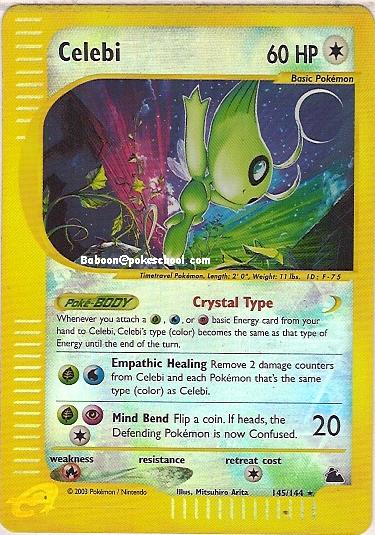 Celebi 60 HP
Basic Pokémon
Baboon@pokeschool.com
Timetravel Pokémon. Length: 2' 0", Weight: 11 lbs. ID: F-75
Poké-BODY Crystal Type
Whenever you attach a , , or basic Energy card from your
hand to Celebi, Celebi's type (color) becomes the same as that type of
Energy until the end of the turn.
Empathic Healing Remove 2 damage counters
from Celebi and each Pokémon that's the same
type (color) as Celebi.
Mind Bend Flip a coin. If heads, the
Defending Pokémon is now Confused. 20
weakness resistance retreat cost
© 2003 Pokémon / Nintendo Illus. Mitsuhiro Arita 145/144 ★